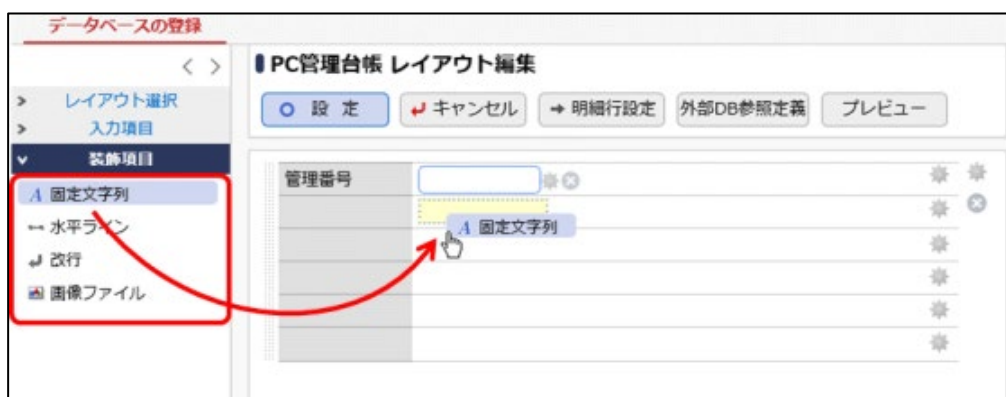 データベースの登録
< >
> レイアウト選択
> 入力項目
装飾項目
A 固定文字列
水平ライン
改行
画像ファイル
PC管理台帳 レイアウト編集
設 定
キャンセル
明細行設定
外部DB参照定義
プレビュー
管理番号
A 固定文字列